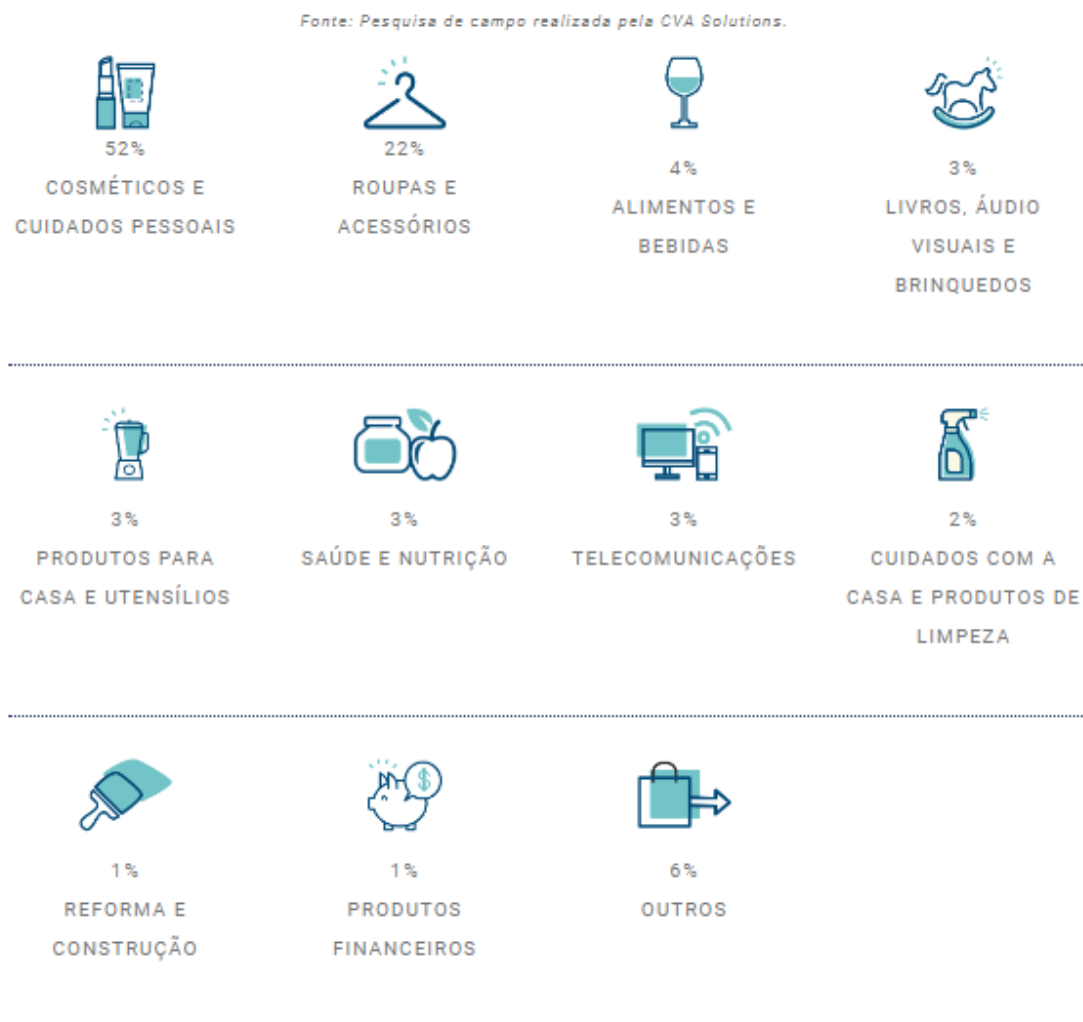 Fonte: Pesquisa de campo realizada pela CVA Solutions.
52%
COSMÉTICOS E
CUIDADOS PESSOAIS
22%
ROUPAS E
ACESSÓRIOS
4%
ALIMENTOS E
BEBIDAS
3%
LIVROS, ÁUDIO
VISUAIS E
BRINQUEDOS
3%
PRODUTOS PARA
CASA E UTENSÍLIOS
3%
SAÚDE E NUTRIÇÃO
3%
TELECOMUNICAÇÕES
2%
CUIDADOS COM A
CASA E PRODUTOS DE
LIMPEZA
1%
REFORMA E
CONSTRUÇÃO
$
1%
PRODUTOS
FINANCEIROS
6%
OUTROS